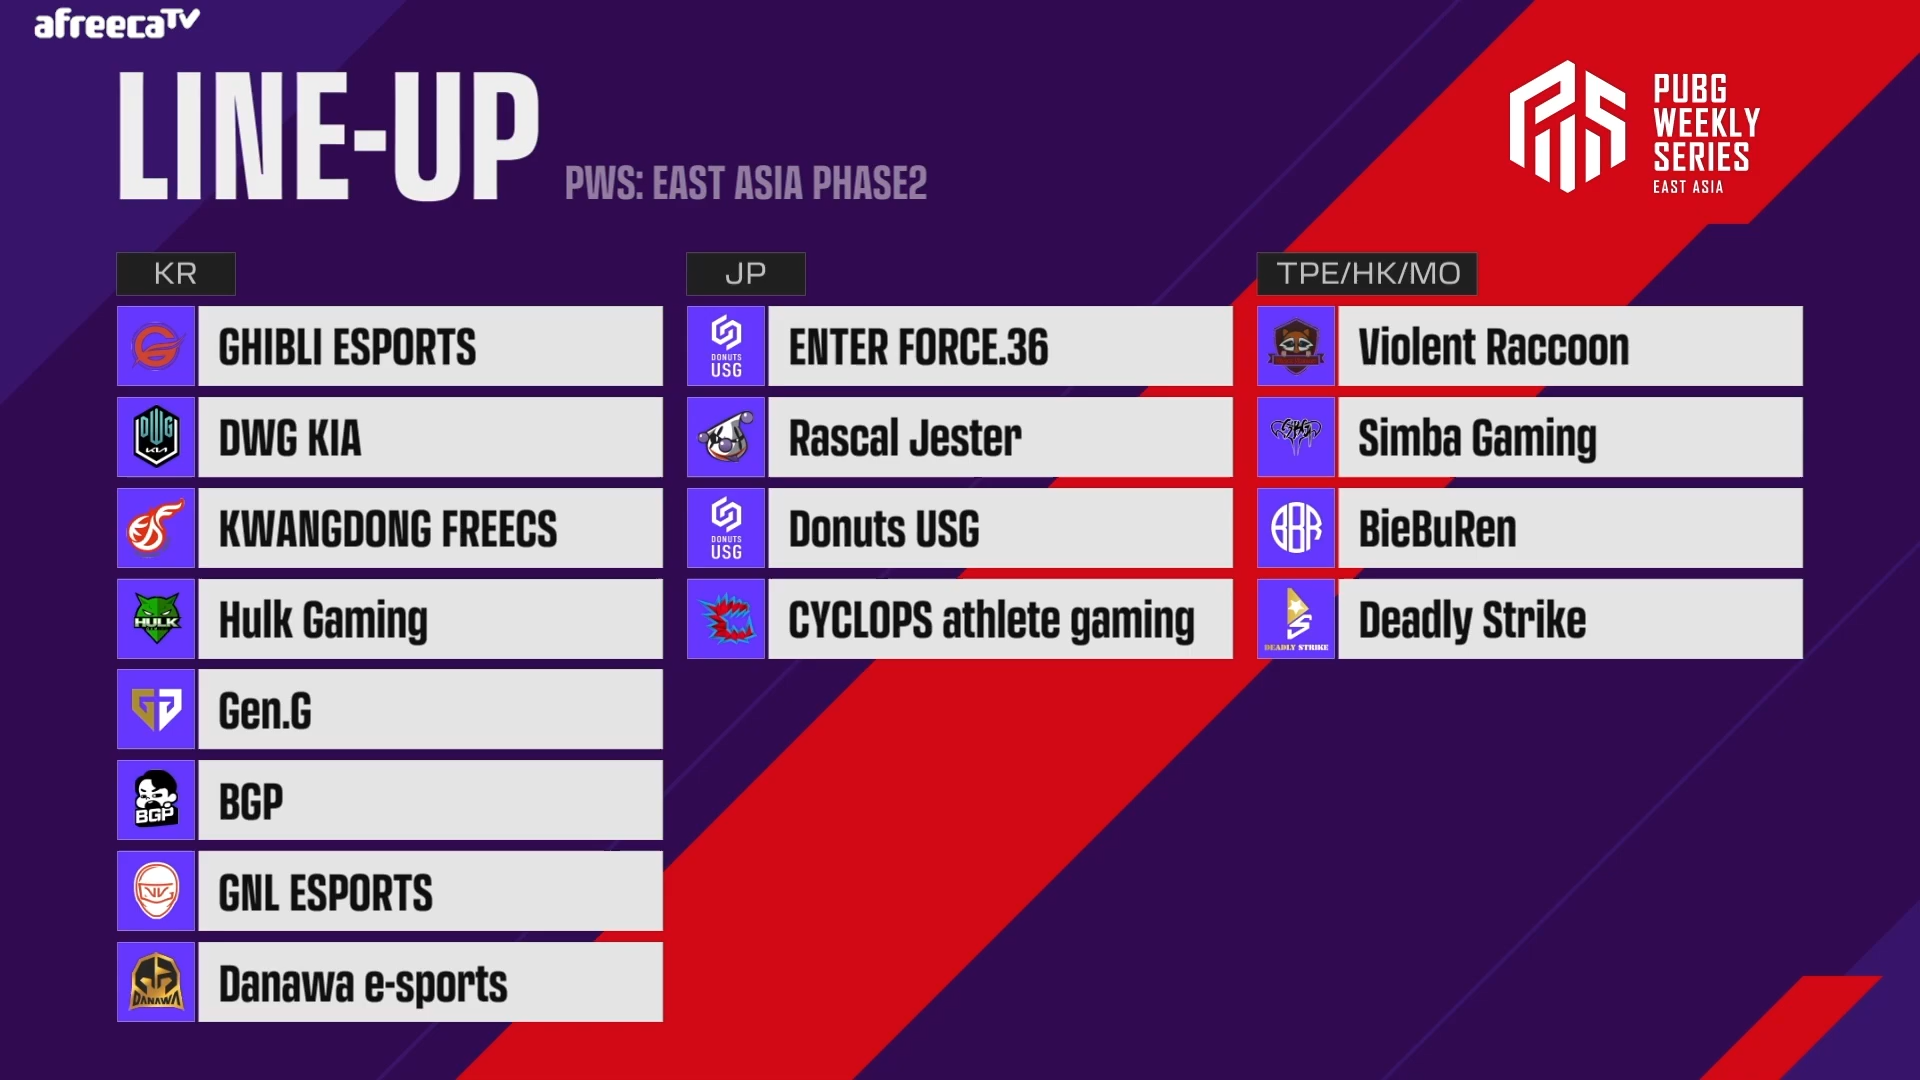 afreecaTV
LINE-UP
PWS: EAST ASIA PHASE2
PUBG
WEEKLY
SERIES
EAST ASIA
KR
GHIBLI ESPORTS
DWG
KIA
DWG KIA
KWANGDONG FREECS
HULK
Hulk Gaming
Gen.G
BGP
BGP
GNL ESPORTS
DANAWA
Danawa e-sports
JP
DONUTS
USG
ENTER FORCE.36
Rascal Jester
DONUTS
USG
Donuts USG
CYCLOPS athlete gaming
TPE/HK/MO
Violent Raccoon
Simba Gaming
BBR
BieBuRen
DEADLY STRIKE
Deadly Strike